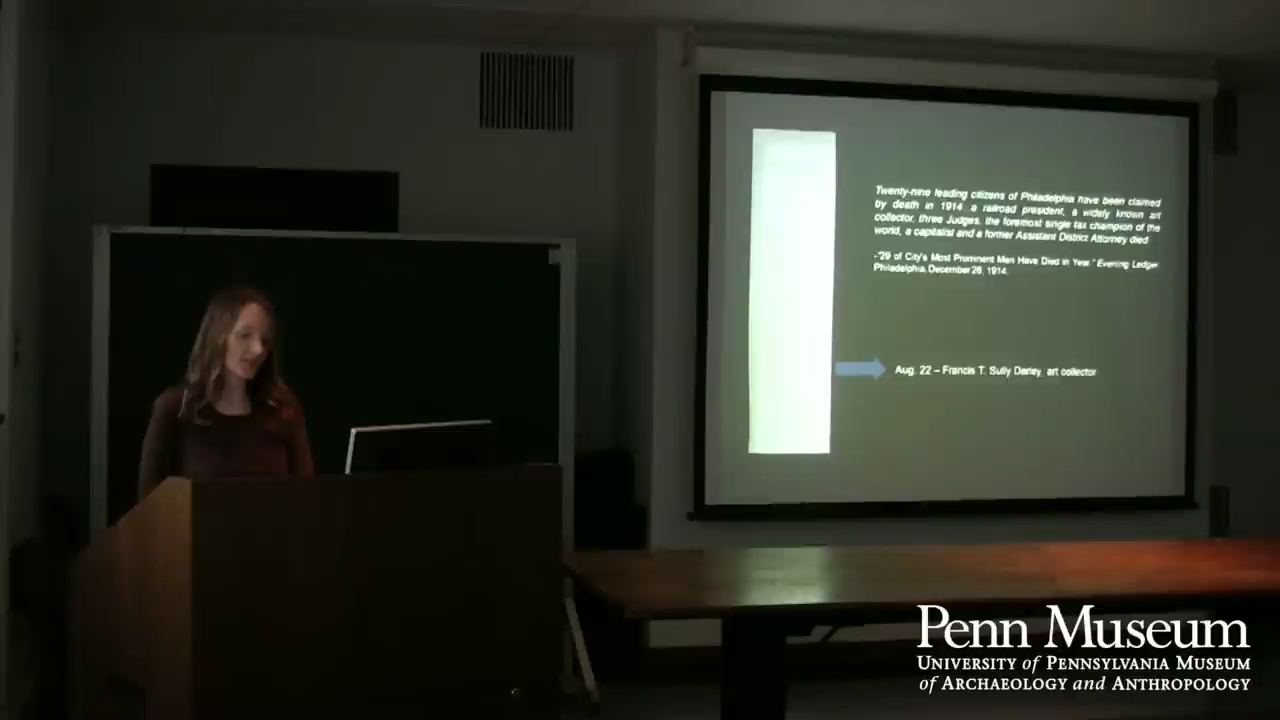 Twenty-nine leading citizens of Philadelphia have been claimed
by death in 1914. a railroad president, a widely known art
collector, three Judges, the foremost single tax champion of the
world, a capitalist and a former Assistant District Attorney died
-"29 of City's Most Prominent Men Have Died in Year." Evening Ledger
Philadelphia, December 26, 1914.
Aug. 22 – Francis T. Sully Darley, art collector
Penn Museum
UNIVERSITY of PENNSYLVANIA MUSEUM
of ARCHAEOLOGY and ANTHROPOLOGY